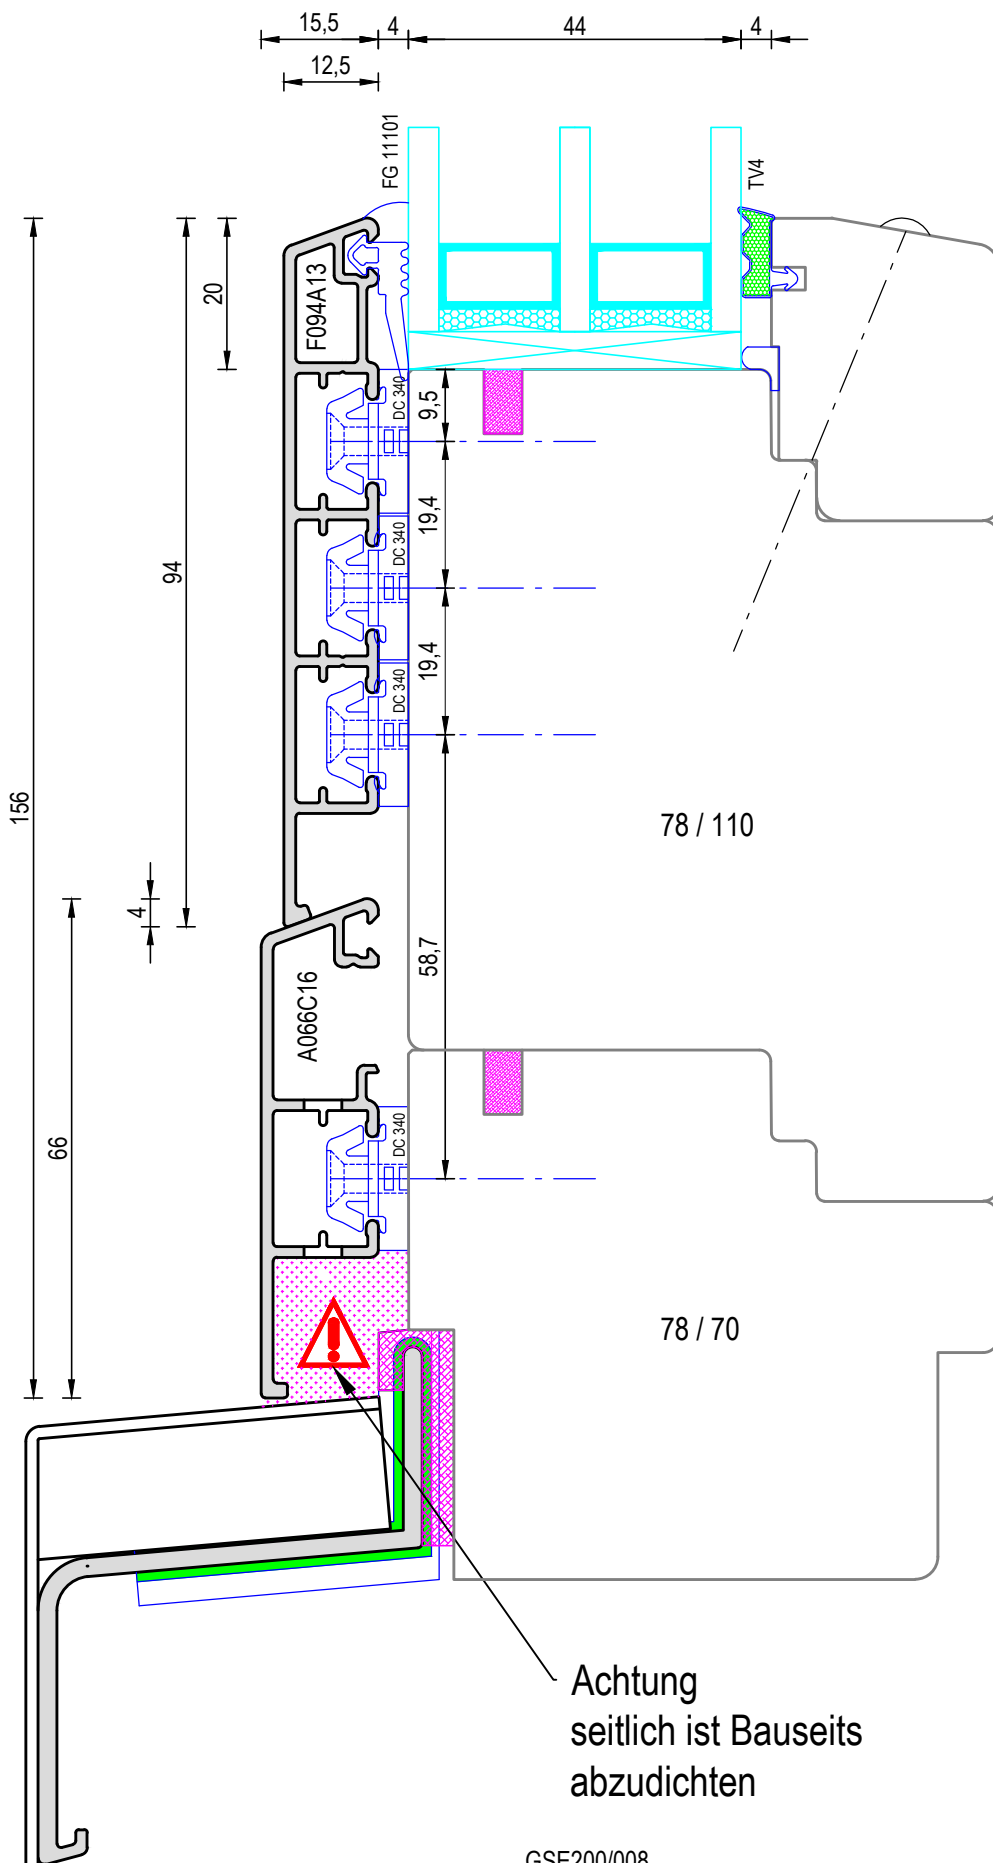 15,5
4
44
4
12,5
FG 11101
TV4
F094A13
20
DC 340
9,5
19,4
DC 340
94
19,4
DC 340
156
78 / 110
4
58,7
A066C16
DC 340
66
78 / 70
Achtung
seitlich ist Bauseits
abzudichten
GSE200/008